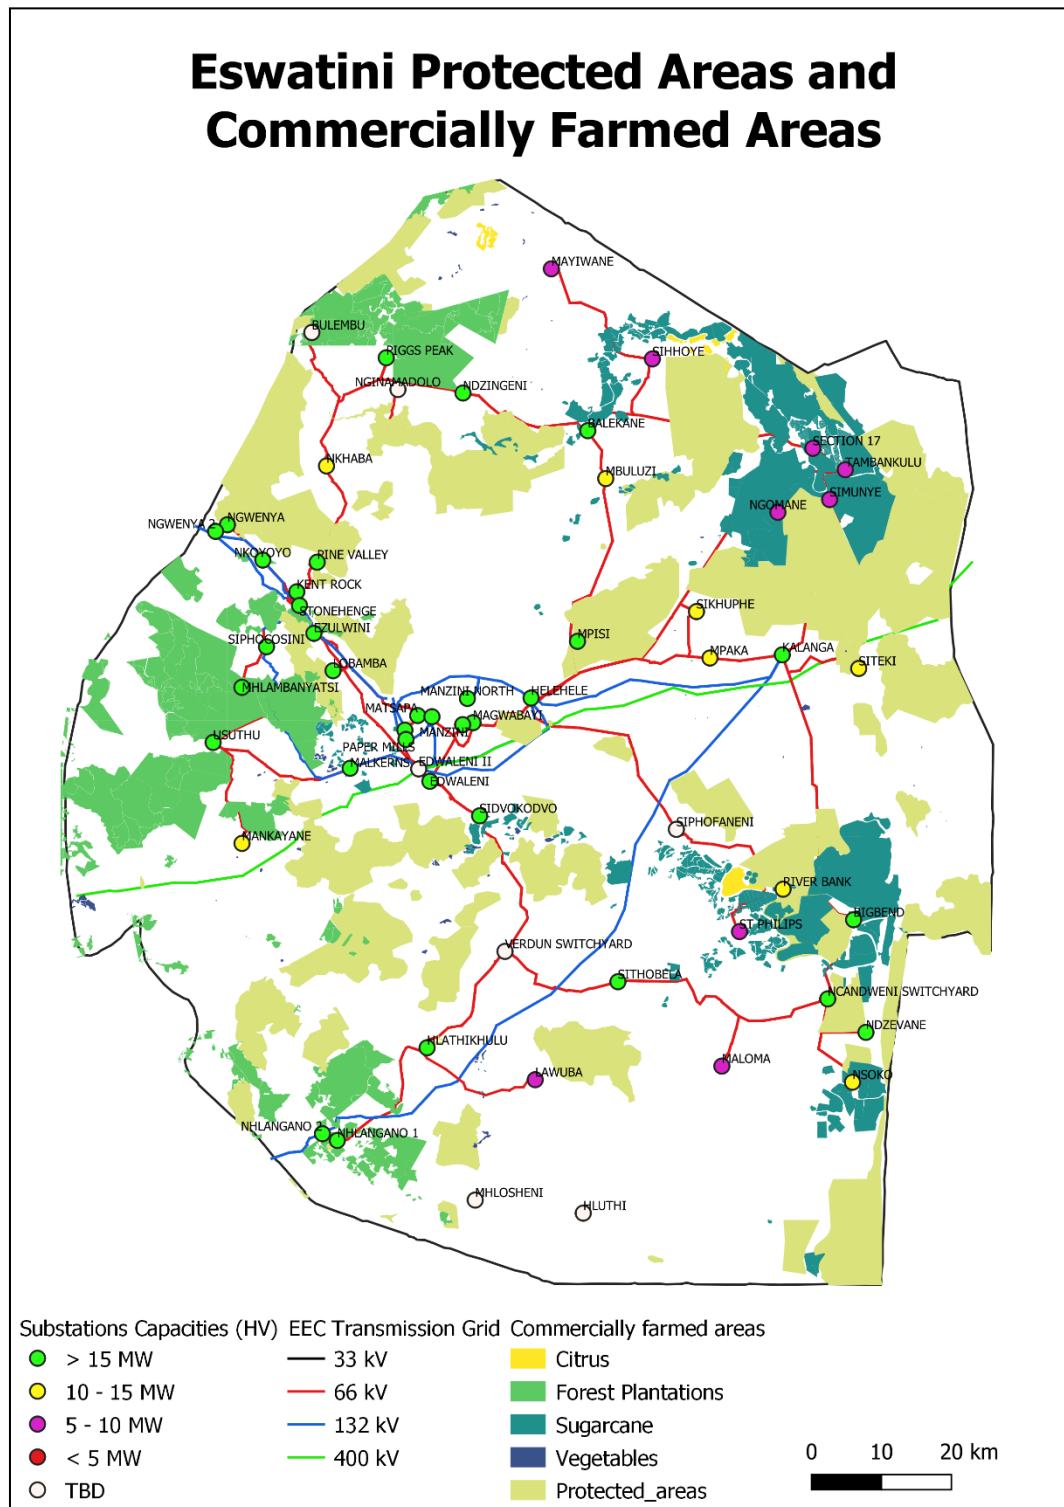 Eswatini Protected Areas and
Commercially Farmed Areas
MAYIWANE
BULEMBU
PIGGS PEAK
SIHHOYE
NGINAMADOLO
NDZINGENI
BALEKANE
SECTION 17
NKHABA
MBULUZI
TAMBANKULU
SIMUNYE
NGOMANE
NGWENYA 2
NGWENYA
NKOYOYO
PINE VALLEY
KENT ROCK
STONEHENGE
SIKHUPHE
EZULWINI
SIPHOCOSINI
MPISI
LOBAMBA
MPAKA
KALANGA
SITEKI
MHLAMBANYATSI
MANZINI NORTH
HELEHELE
MATSAPA
MAGWABAYI
USUTHU
MANZINI
PAPER MILLS
MALKERNS
EDWALENI II
EDWALENI
SIDVOKODVO
SIPHOFANENI
MANKAYANE
RIVER BANK
BIGBEND
ST PHILIPS
VERDUN SWITCHYARD
SITHOBELA
NCANDWENI SWITCHYARD
NDZEVANE
HLATHIKHULU
MALOMA
LAWUBA
NSOKO
NHLANGANO 2
NHLANGANO 1
MHLOSHENI
HLUTHI
Substations Capacities (HV)
> 15 MW
10 - 15 MW
5 - 10 MW
< 5 MW
TBD
EEC Transmission Grid
33 kV
66 kV
132 kV
400 kV
Commercially farmed areas
Citrus
Forest Plantations
Sugarcane
Vegetables
Protected_areas
0 10 20 km